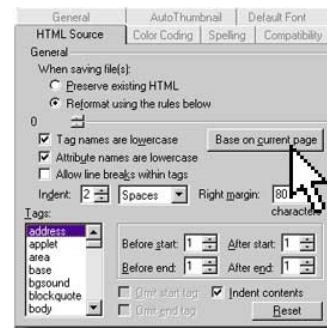 General AutoThumbnail Default Font
HTML Source Color Coding Spelling Compatibility
General
When saving file(s):
Preserve existing HTML
Reformat using the rules below
0
Tag names are lowercase Base on current page
Attribute names are lowercase
Allow line breaks within tags
Indent: 2 Spaces Right margin: 80
characters
Tags:
address
applet
area
base
bgsound
blockquote
body
Before start: 1 After start: 1
Before end: 1 After end: 1
Omit start tag Indent contents
Omit end tag Reset